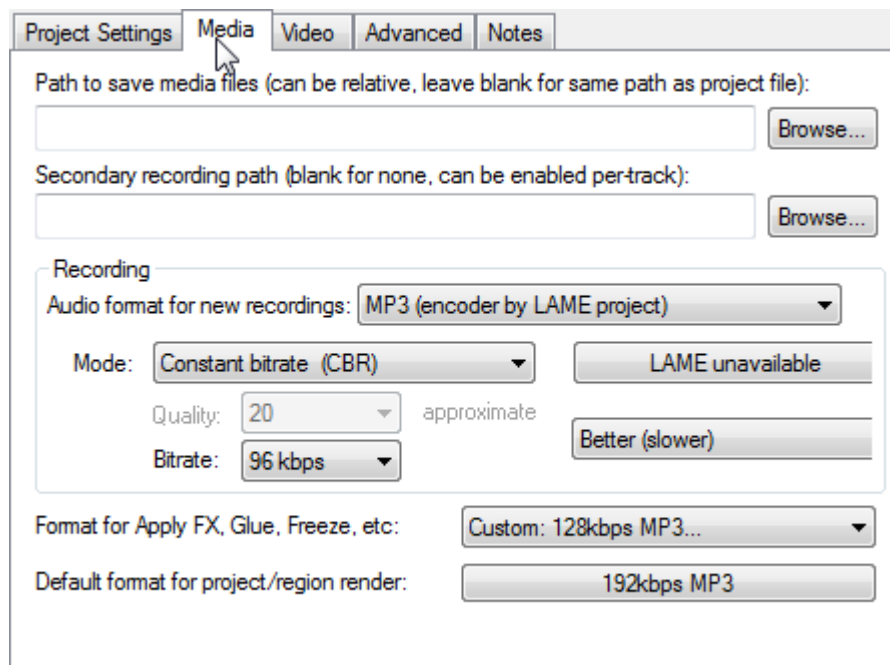 Project Settings Media Video Advanced Notes
Path to save media files (can be relative, leave blank for same path as project file):
Browse...
Secondary recording path (blank for none, can be enabled per-track):
Browse...
Recording
Audio format for new recordings: MP3 (encoder by LAME project)
Mode: Constant bitrate (CBR) LAME unavailable
Quality: 20 approximate
Better (slower)
Bitrate: 96 kbps
Format for Apply FX, Glue, Freeze, etc: Custom: 128kbps MP3...
Default format for project/region render: 192kbps MP3